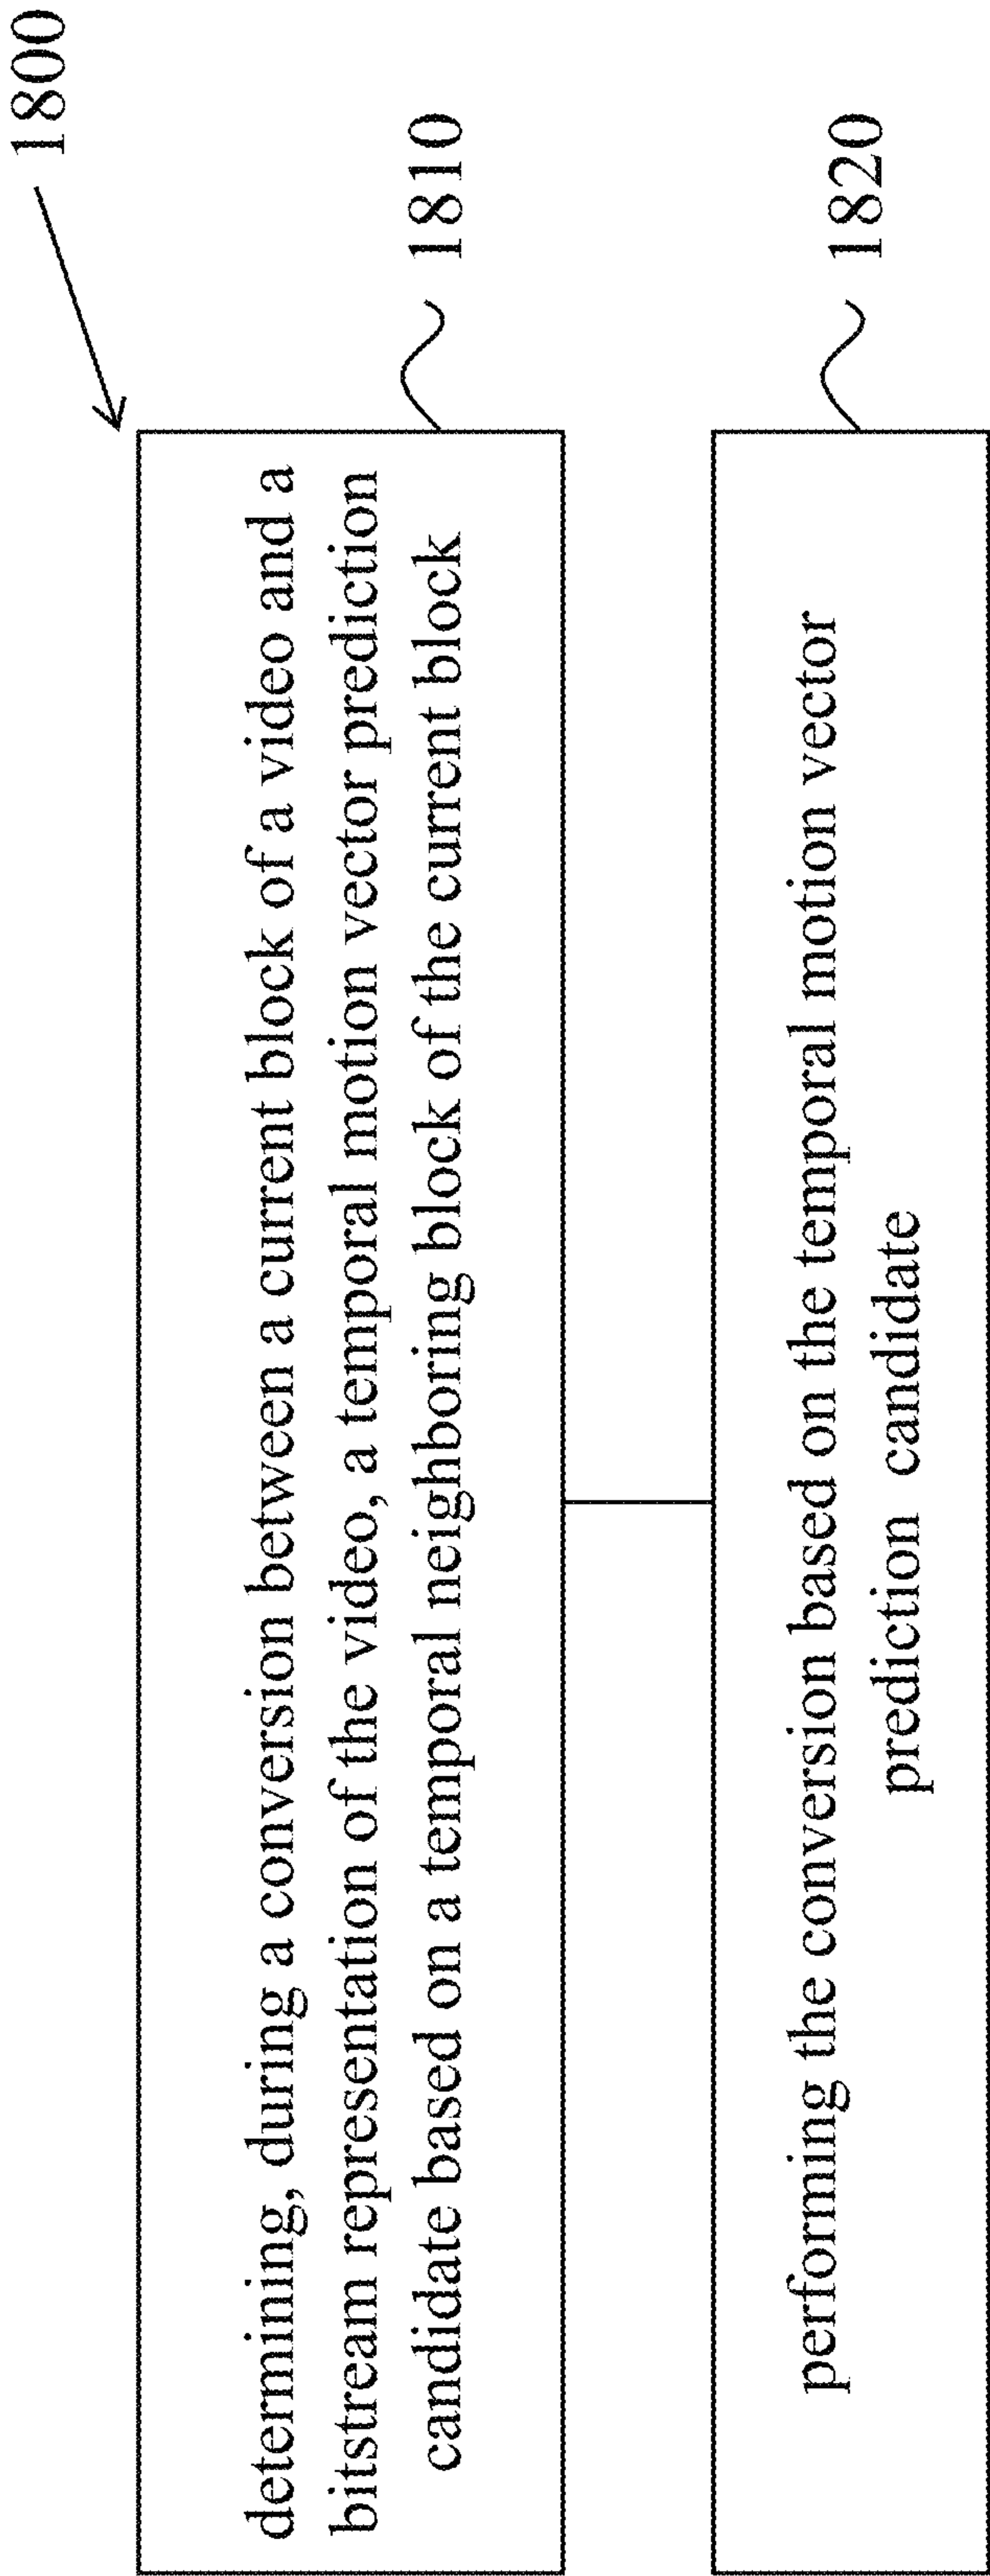 1800
determining, during a conversion between a current block of a video and a
bitstream representation of the video, a temporal motion vector prediction
candidate based on a temporal neighboring block of the current block
1810
performing the conversion based on the temporal motion vector
prediction candidate
1820